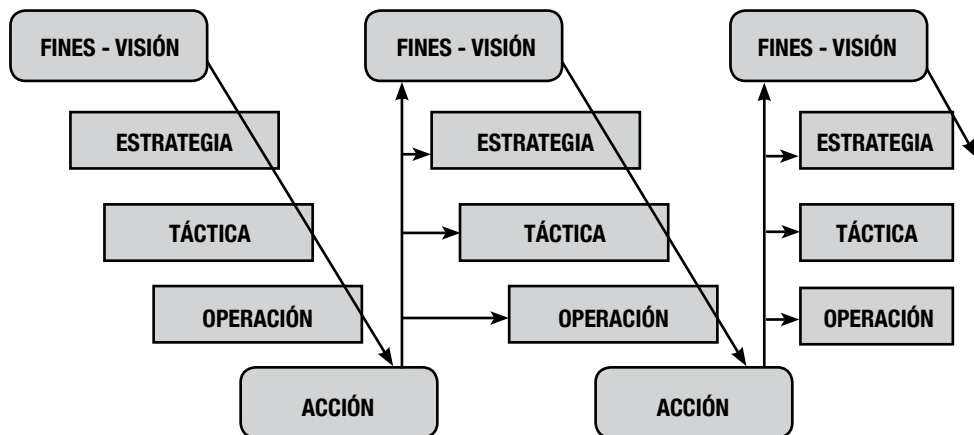 FINES - VISIÓN
FINES - VISIÓN
FINES - VISIÓN
ESTRATEGIA
ESTRATEGIA
ESTRATEGIA
TÁCTICA
TÁCTICA
TÁCTICA
OPERACIÓN
OPERACIÓN
OPERACIÓN
ACCIÓN
ACCIÓN